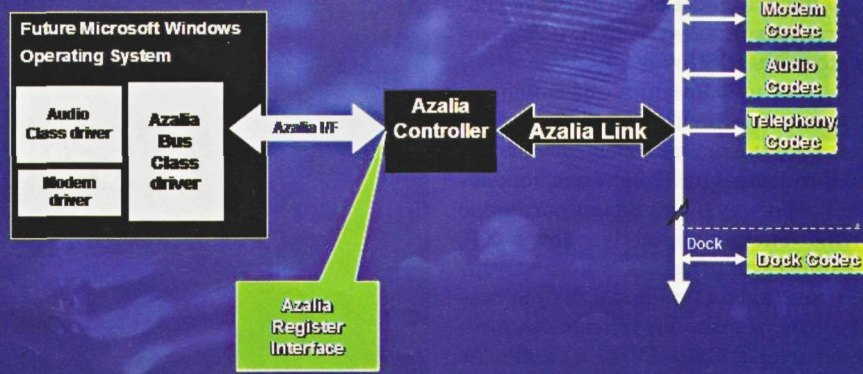 Future Microsoft Windows
Operating System
Audio
Class driver
Modem
driver
Azalia
Bus
Class
driver
Azalia I/F
Azalia
Controller
Azalia Link
Modem
Codec
Audio
Codec
Telephony
Codec
Dock
Dock Codec
Azalia
Register
Interface